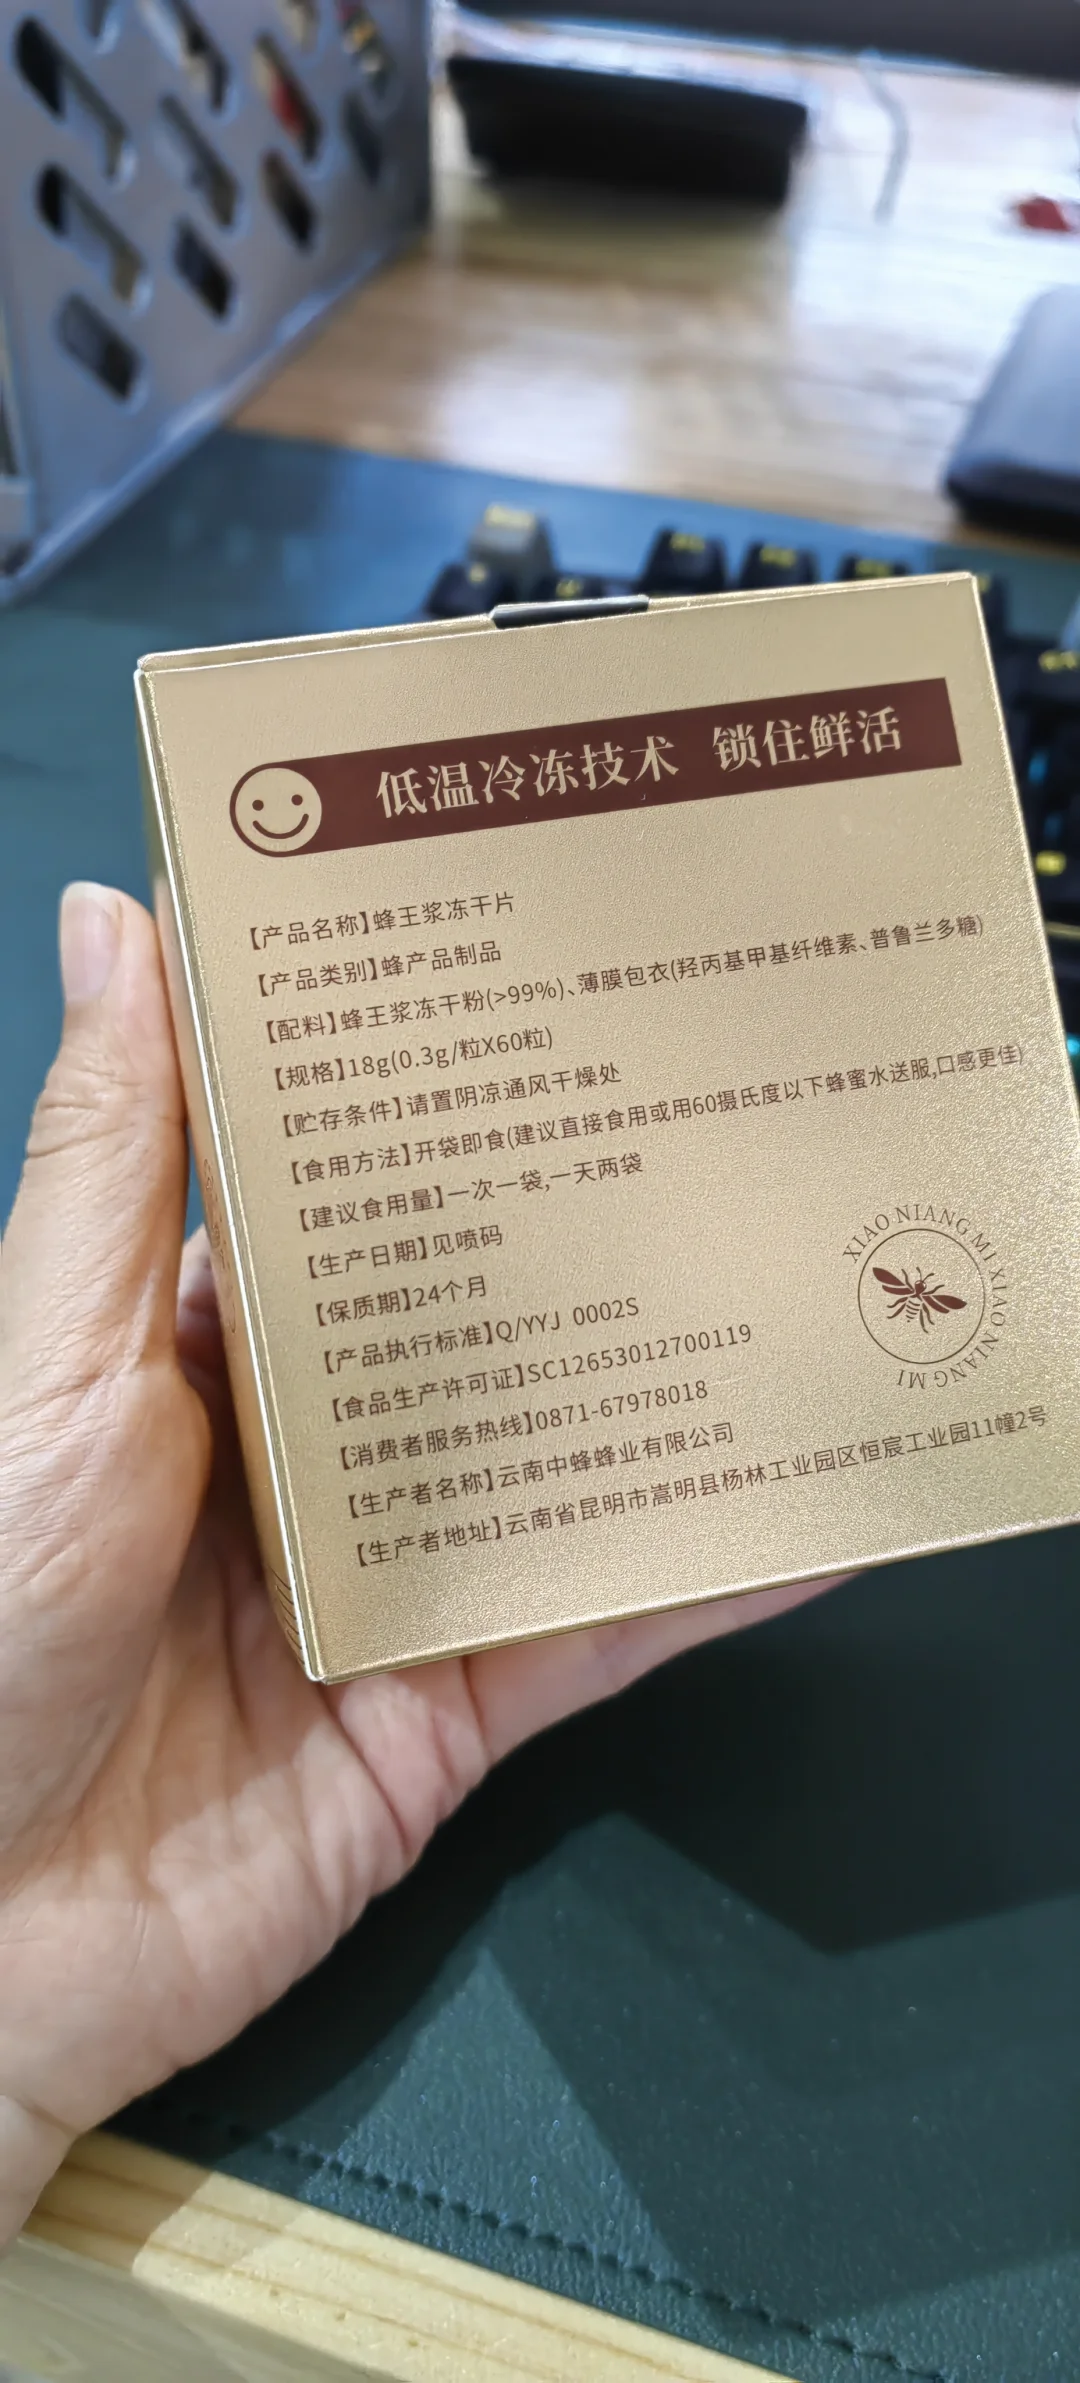 低温冷冻技术 锁住鲜活
【产品名称】蜂王浆冻干片
【产品类别】蜂产品制品
【配料】蜂王浆冻干粉(>99%)、薄膜包衣(羟丙基甲基纤维素、普鲁兰多糖)
【规格】18g(0.3g/粒X60粒)
【贮存条件】请置阴凉通风干燥处
【食用方法】开袋即食(建议直接食用或用60摄氏度以下蜂蜜水送服,口感更佳)
【建议食用量】一次一袋,一天两袋
【生产日期】见喷码
【保质期】24个月
【产品执行标准】Q/YYJ 0002S
【食品生产许可证】SC12653012700119
【消费者服务热线】0871-67978018
【生产者名称】云南中蜂蜂业有限公司
【生产者地址】云南省昆明市嵩明县杨林工业园区恒宸工业园11幢2号
XIAO NIANG MI XIAO NIANG MI